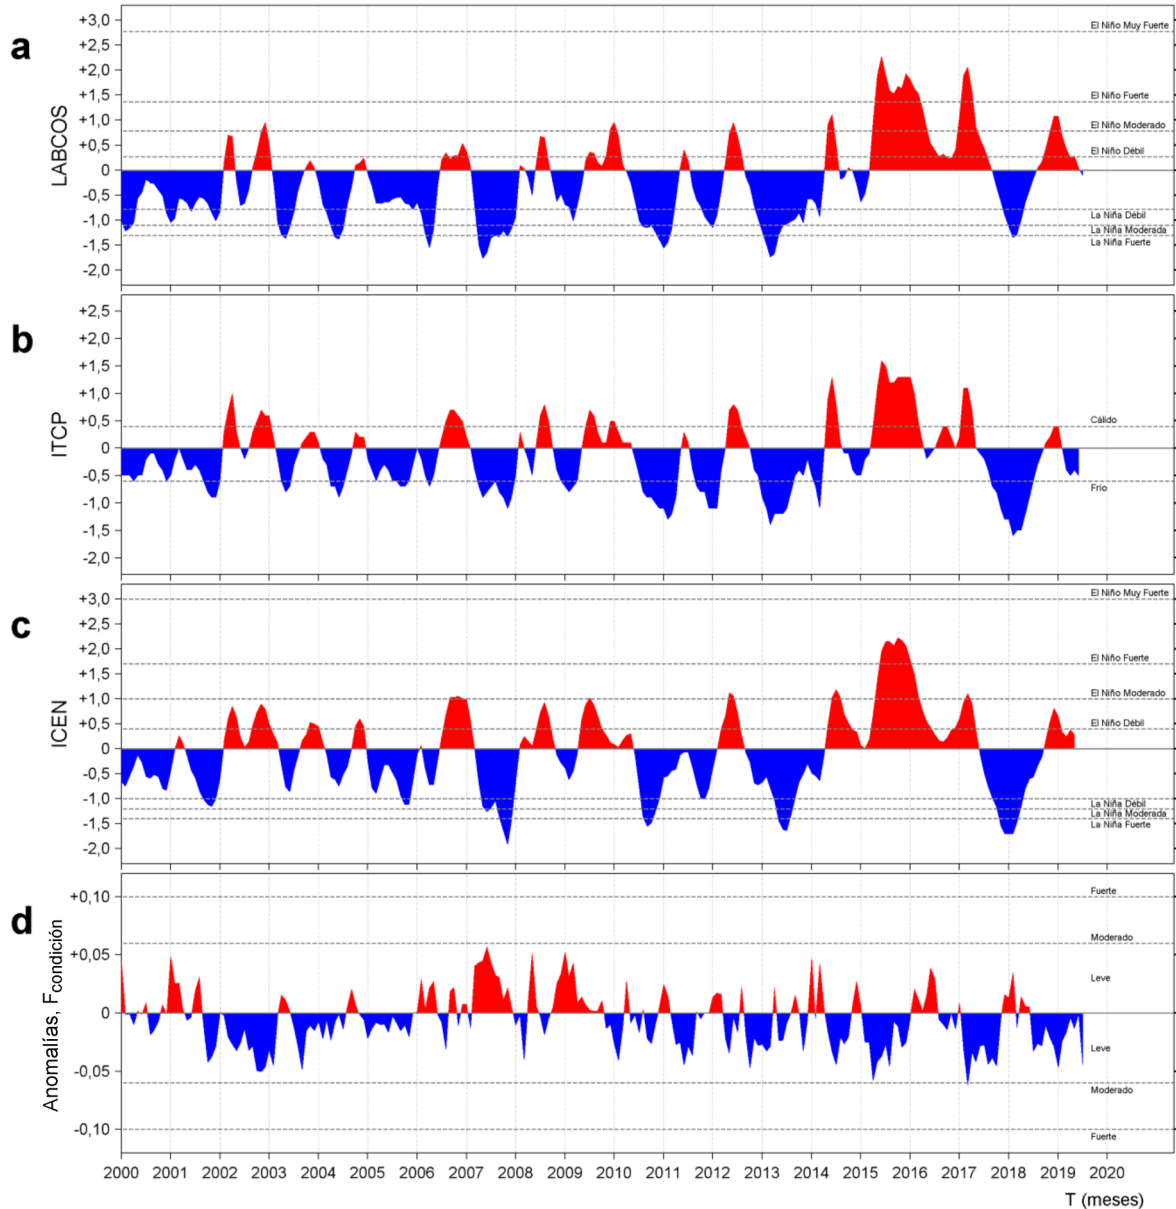 a
LABCOS
+3,0
+2,5
+2,0
+1,5
+1,0
+0,5
0
-0,5
-1,0
-1,5
-2,0
El Niño Muy Fuerte
El Niño Fuerte
El Niño Moderado
El Niño Débil
La Niña Débil
La Niña Moderada
La Niña Fuerte
b
ITCP
+2,5
+2,0
+1,5
+1,0
+0,5
0
-0,5
-1,0
-1,5
-2,0
Cálido
Frio
c
ICEN
+3,0
+2,5
+2,0
+1,5
+1,0
+0,5
0
-0,5
-1,0
-1,5
-2,0
El Niño Muy Fuerte
El Niño Fuerte
El Niño Moderado
El Niño Débil
La Niña Débil
La Niña Moderada
La Niña Fuerte
d
Anomalías, Fcondición
+0,10
+0,05
0
-0,05
-0,10
Fuerte
Moderado
Leve
Leve
Moderado
Fuerte
2000 2001 2002 2003 2004 2005 2006 2007 2008 2009 2010 2011 2012 2013 2014 2015 2016 2017 2018 2019 2020
T (meses)